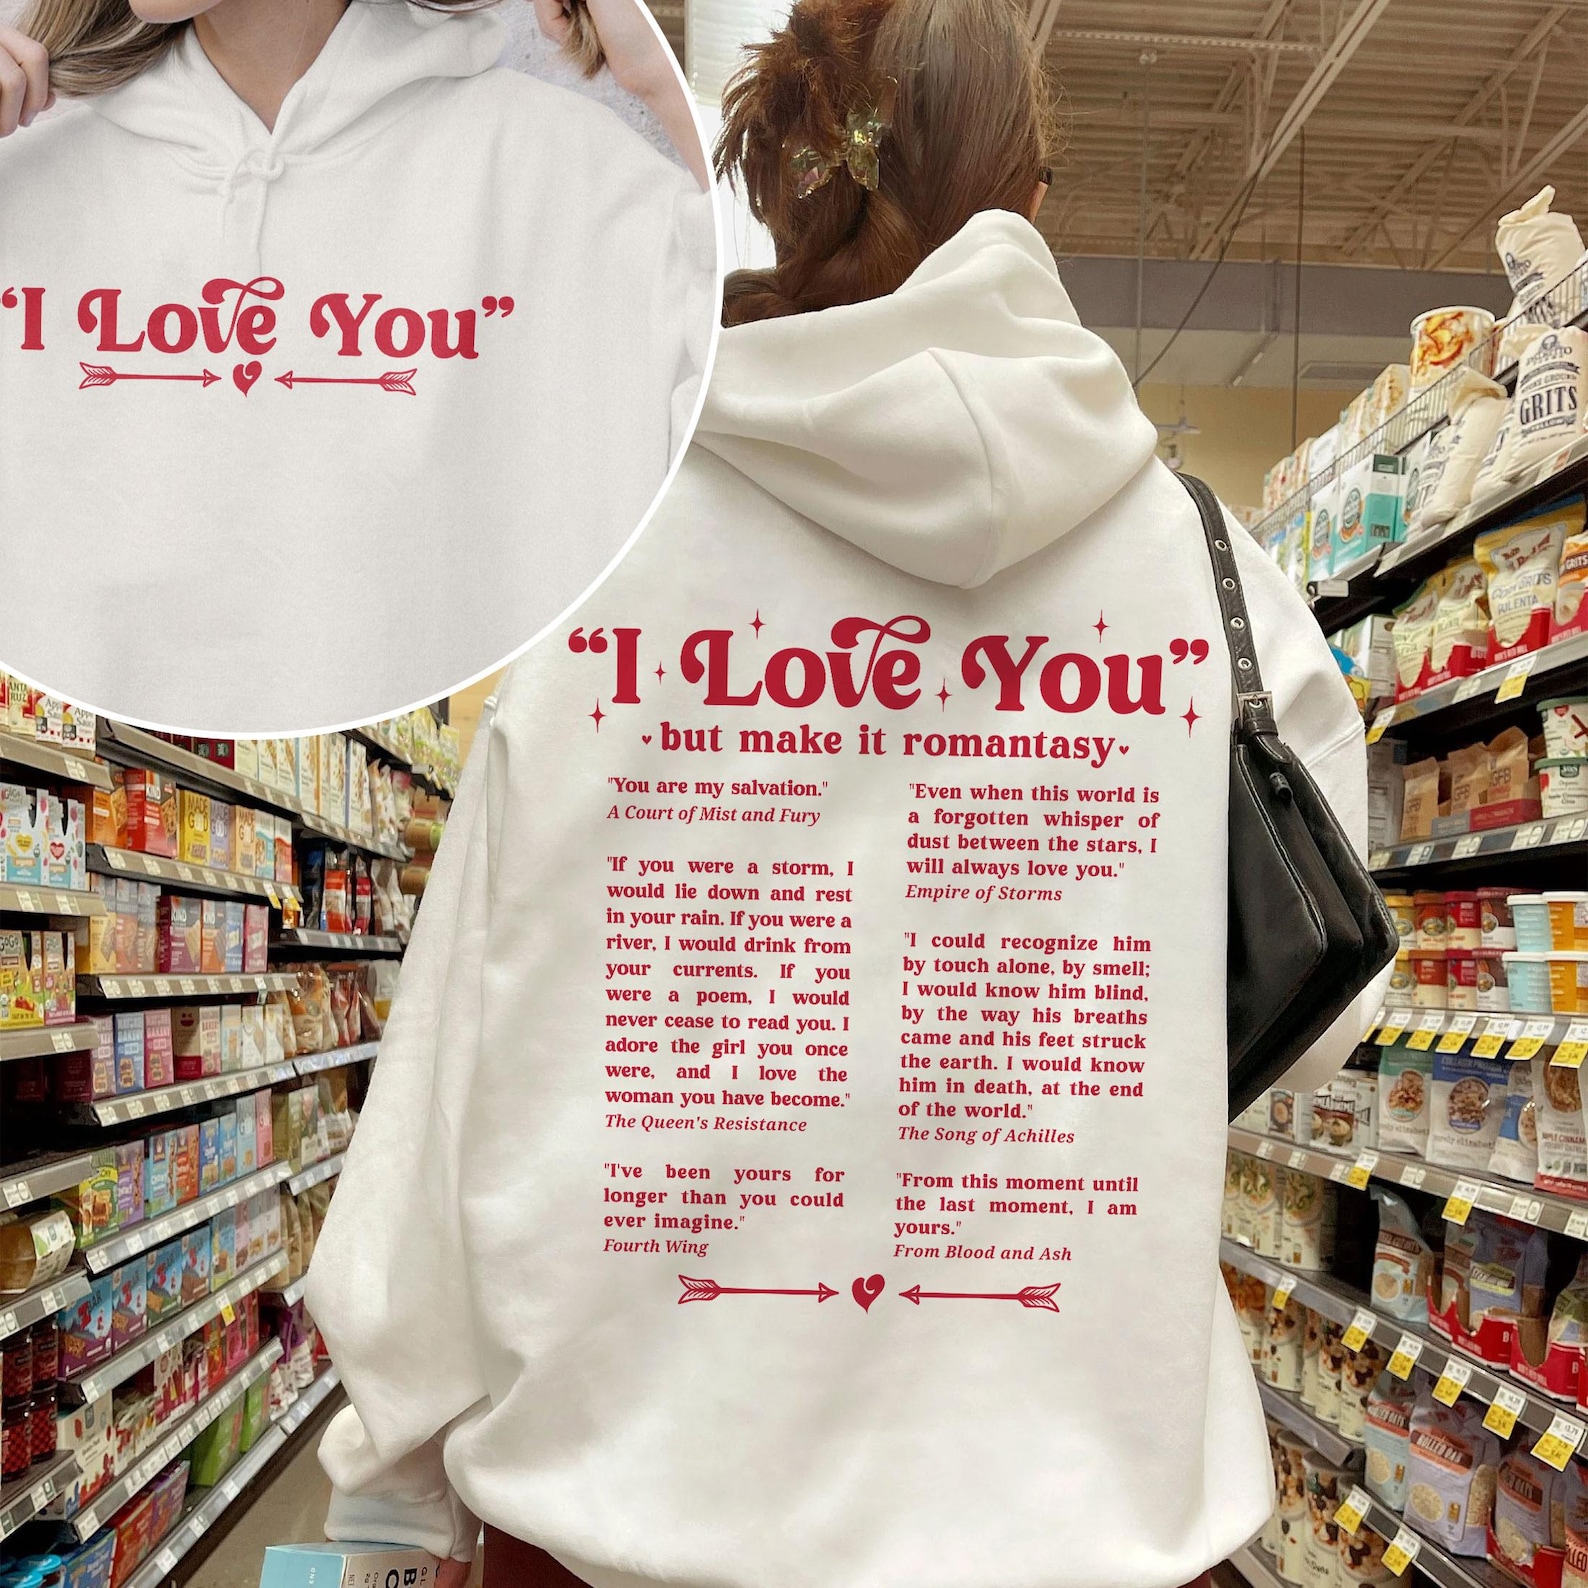 “I Love You”
“I Love You”
but make it romantasy
"You are my salvation."
A Court of Mist and Fury
"If you were a storm, I
would lie down and rest
in your rain. If you were a
river, I would drink from
your currents. If you
were a poem, I would
never cease to read you. I
adore the girl you once
were, and I love the
woman you have become."
The Queen's Resistance
"I've been yours for
longer than you could
ever imagine."
Fourth Wing
"Even when this world is
a forgotten whisper of
dust between the stars, I
will always love you."
Empire of Storms
"I could recognize him
by touch alone, by smell;
I would know him blind,
by the way his breaths
came and his feet struck
the earth. I would know
him in death, at the end
of the world."
The Song of Achilles
"From this moment until
the last moment, I am
yours."
From Blood and Ash
GRITS